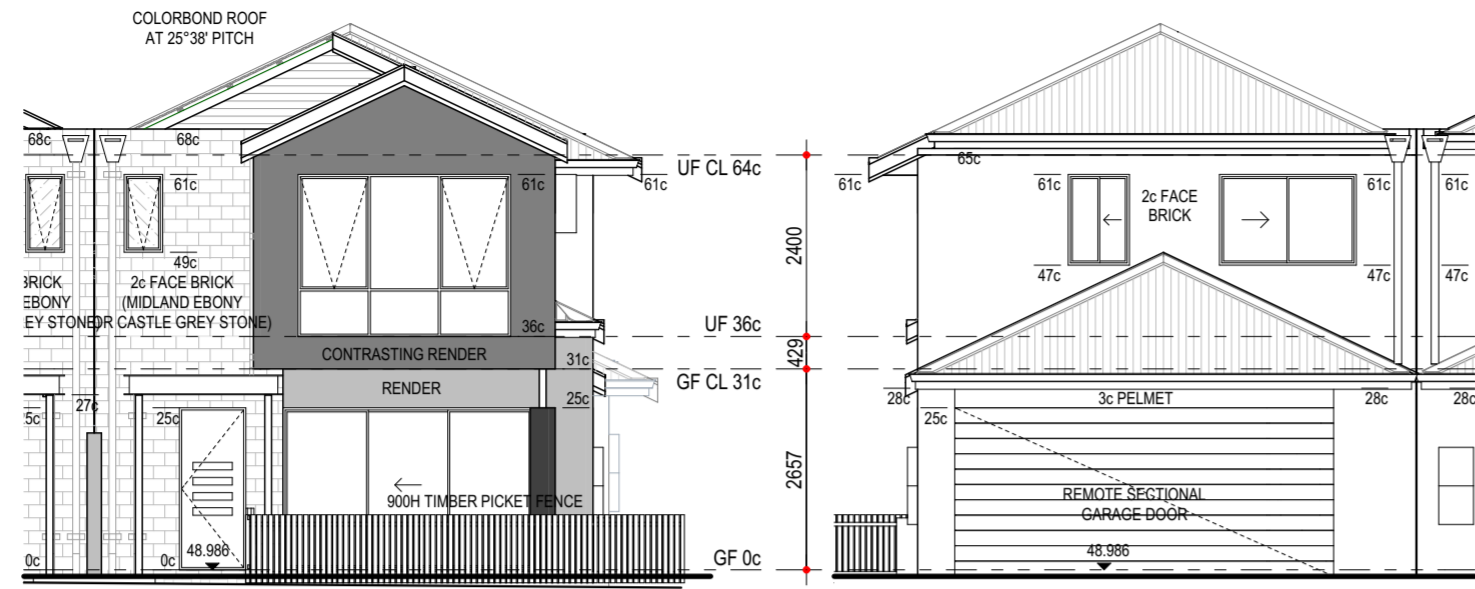 COLORBOND ROOF
AT 25°38' PITCH
68c
68c
UF CL 64c
65c
61c
61c
61c
61c
61c
61c
61c
2c FACE
BRICK
2400
49c
47c
47c
47c
BRICK
EBONY
EY STONE
2c FACE BRICK
(MIDLAND EBONY
OR CASTLE GREY STONE)
36c
UF 36c
CONTRASTING RENDER
31c
429
GF CL 31c
RENDER
27c
5c
25c
25c
28c
25c
3c PELMET
28c
28c
2657
900H TIMBER PICKET FENCE
REMOTE SECTIONAL
GARAGE DOOR
0c
0c
48.986
GF 0c
48.986